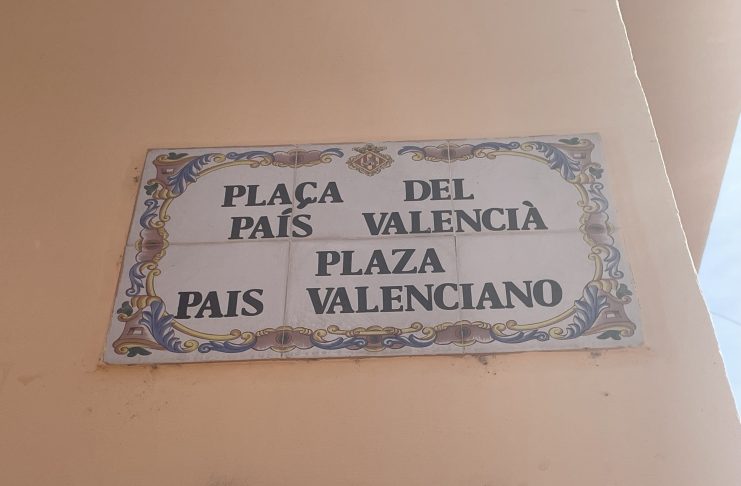 PLAÇA DEL
PAÍS VALENCIÀ
PLAZA
PAIS VALENCIANO